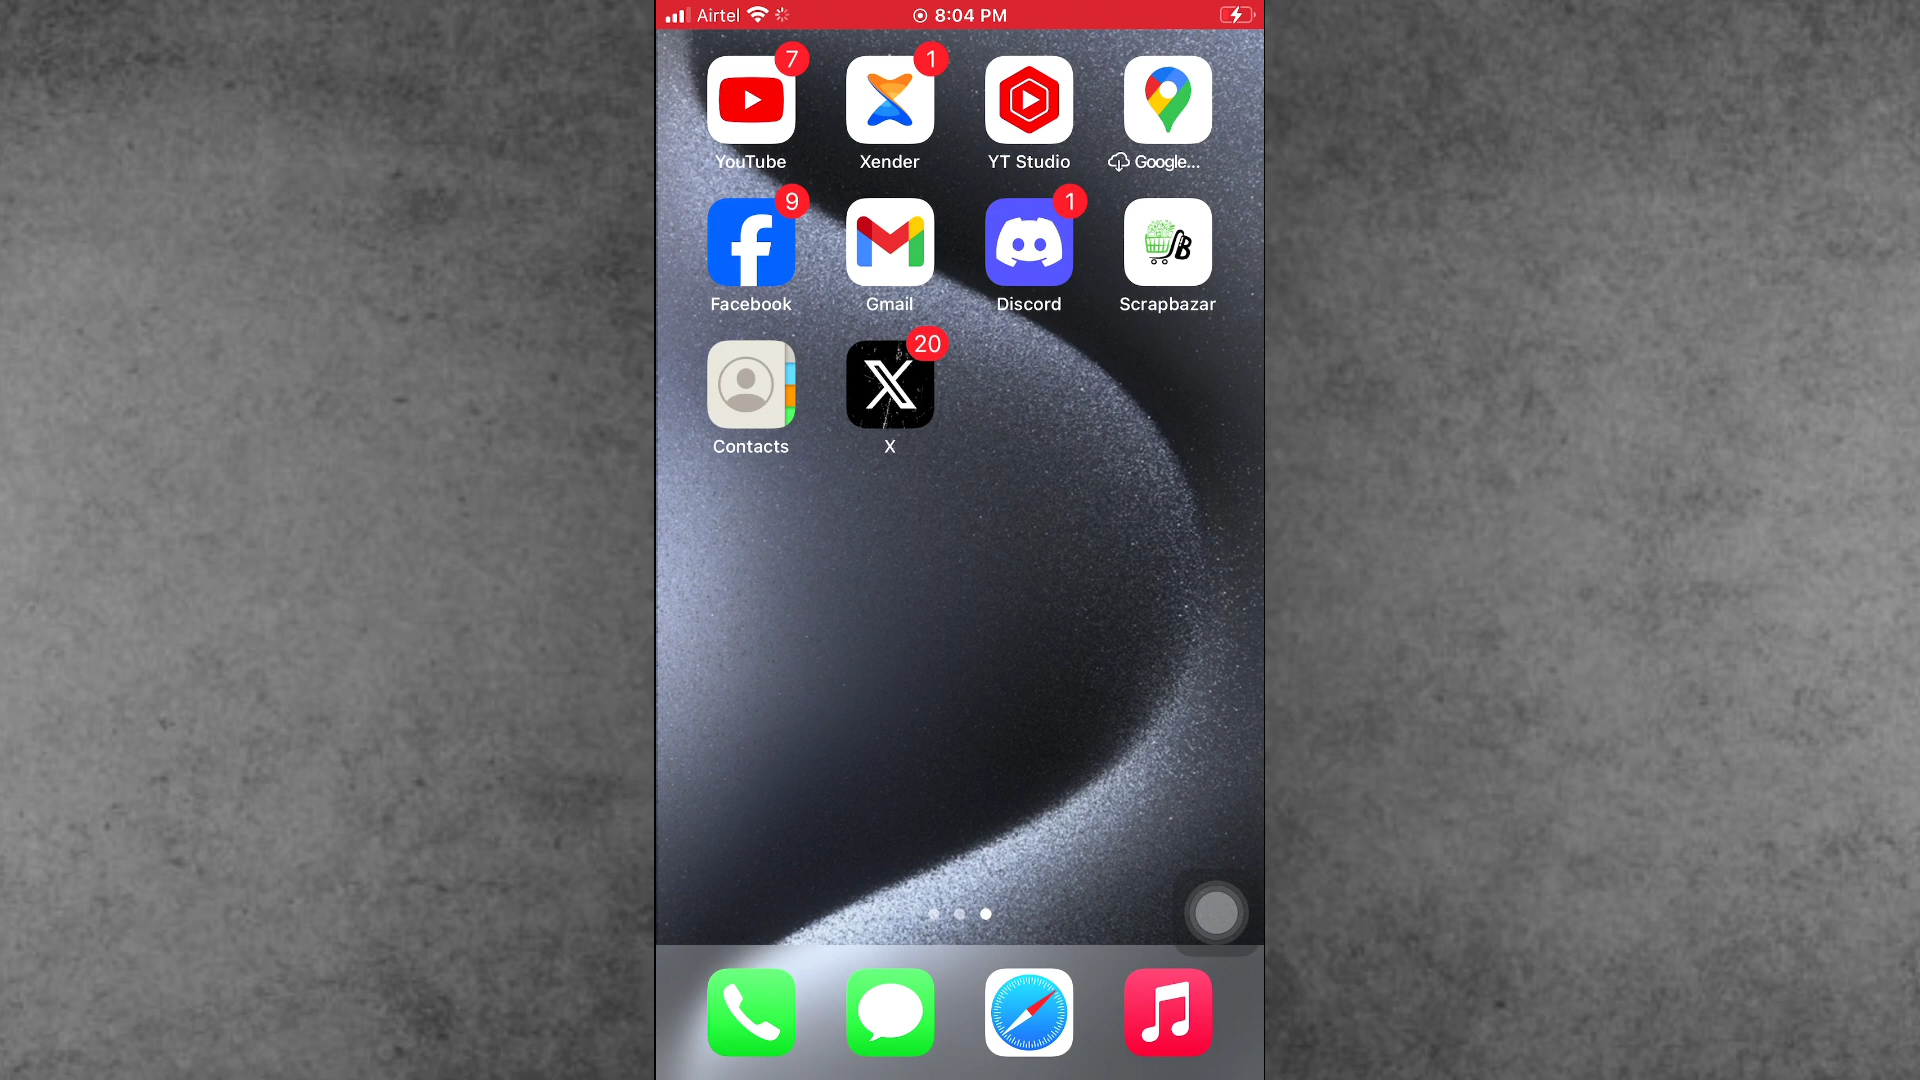 Airtel 8:04 PM
7 1
YouTube Xender YT Studio Google...
9 1
B
Facebook Gmail Discord Scrapbazar
20
Contacts X